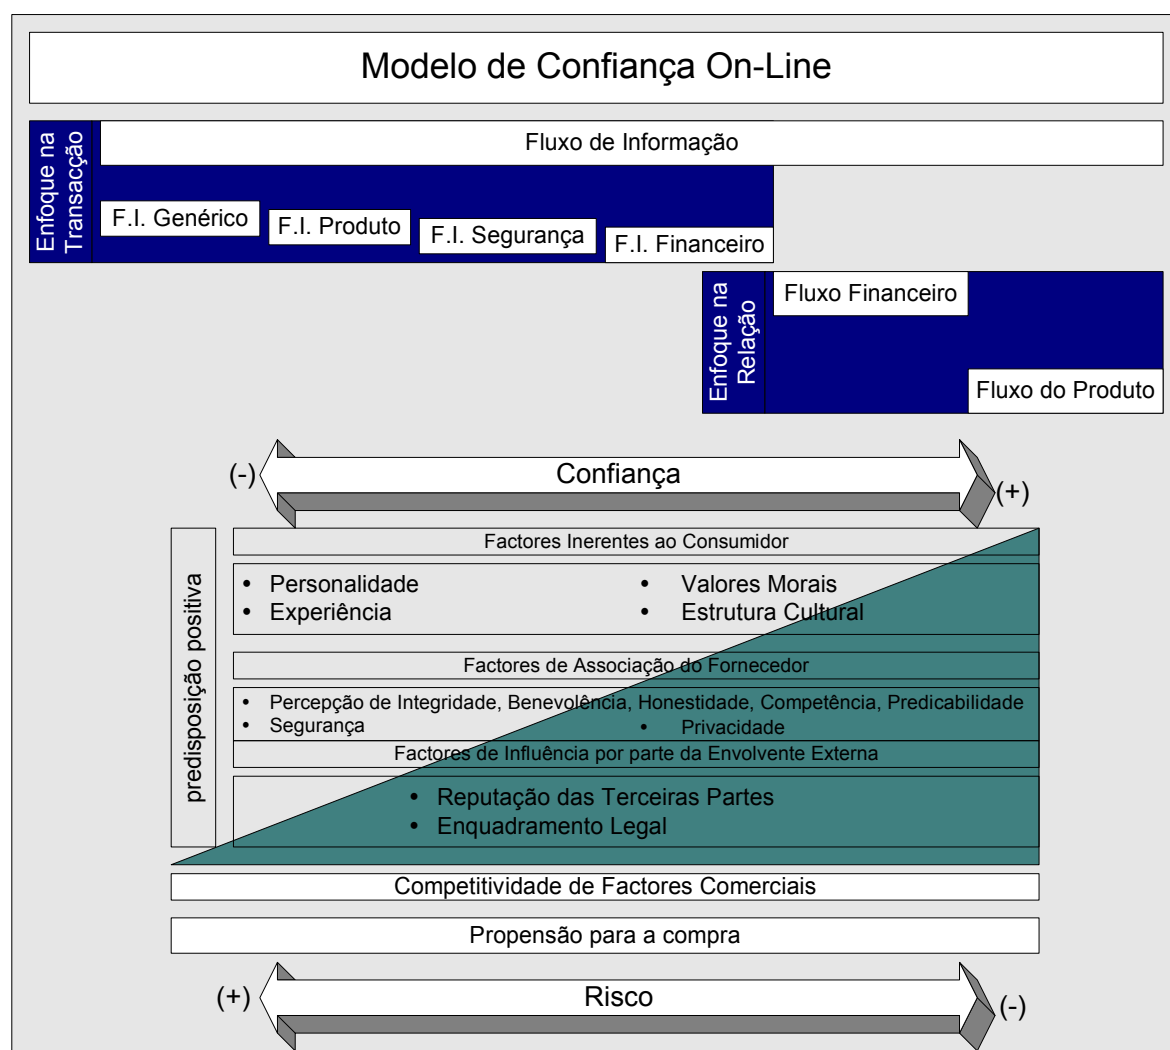 Modelo de Confiança On-Line
Enfoque na
Transacção
Fluxo de Informação
F.I. Genérico
F.I. Produto
F.I. Segurança
F.I. Financeiro
Enfoque na
Relação
Fluxo Financeiro
Fluxo do Produto
(-)
Confiança
(+)
predisposição positiva
Factores Inerentes ao Consumidor
• Personalidade
• Experiência
• Valores Morais
• Estrutura Cultural
Factores de Associação do Fornecedor
• Percepção de Integridade, Benevolência, Honestidade, Competência, Predicabilidade
• Segurança
• Privacidade
Factores de Influência por parte da Envolvente Externa
• Reputação das Terceiras Partes
• Enquadramento Legal
Competitividade de Factores Comerciais
Propensão para a compra
(+)
Risco
(-)